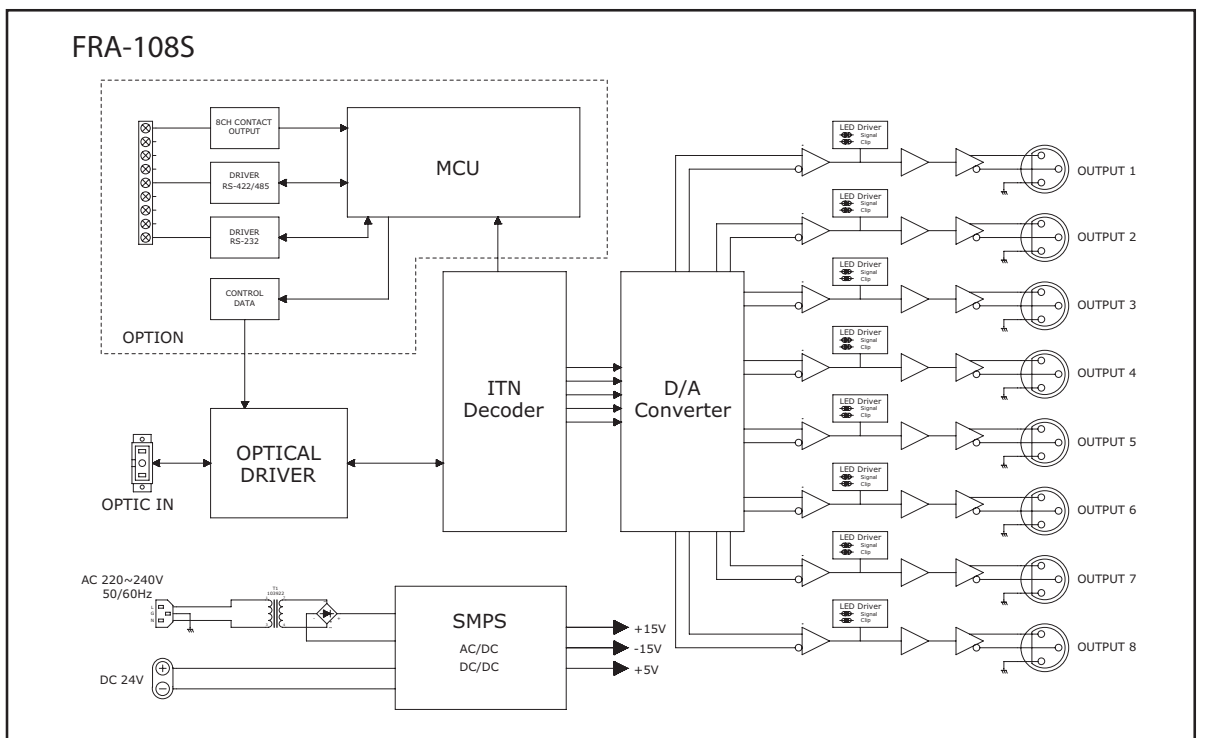 FRA-108S
8CH CONTACT
OUTPUT
DRIVER
RS-422/485
DRIVER
RS-232
MCU
CONTROL
DATA
OPTION
ITN
Decoder
D/A
Converter
OPTICAL
DRIVER
OPTIC IN
AC 220~240V
50/60Hz
L
G
N
T1
102922
SMPS
AC/DC
DC/DC
+15V
-15V
+5V
DC 24V
LED Driver
Signal
Clip
OUTPUT 1
LED Driver
Signal
Clip
OUTPUT 2
LED Driver
Signal
Clip
OUTPUT 3
LED Driver
Signal
Clip
OUTPUT 4
LED Driver
Signal
Clip
OUTPUT 5
LED Driver
Signal
Clip
OUTPUT 6
LED Driver
Signal
Clip
OUTPUT 7
LED Driver
Signal
Clip
OUTPUT 8